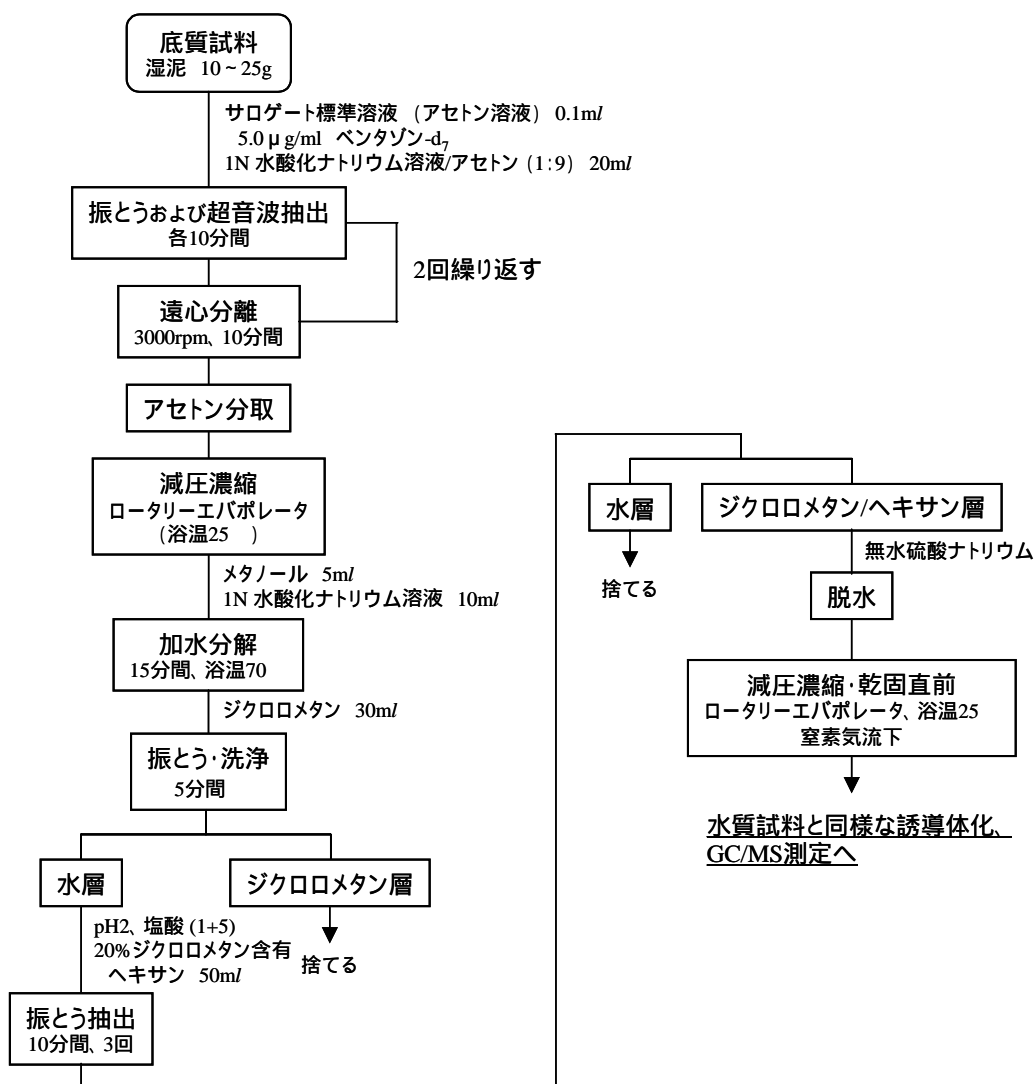 底質試料
湿泥 10~25g
サロゲート標準溶液 (アセトン溶液) 0.1ml
5.0μg/ml ベンタゾン-d7
1N 水酸化ナトリウム溶液/アセトン (1:9) 20ml
振とうおよび超音波抽出
各10分間
2回繰り返す
遠心分離
3000rpm、10分間
アセトン分取
減圧濃縮
ロータリーエバポレータ
(浴温25 )
メタノール 5ml
1N 水酸化ナトリウム溶液 10ml
加水分解
15分間、浴温70
ジクロロメタン 30ml
振とう・洗浄
5分間
水層
ジクロロメタン層
pH2、塩酸 (1+5)
20%ジクロロメタン含有
ヘキサン 50ml
捨てる
振とう抽出
10分間、3回
水層
ジクロロメタン/ヘキサン層
捨てる
無水硫酸ナトリウム
脱水
減圧濃縮・乾固直前
ロータリーエバポレータ、浴温25
窒素気流下
水質試料と同様な誘導体化、
GC/MS測定へ